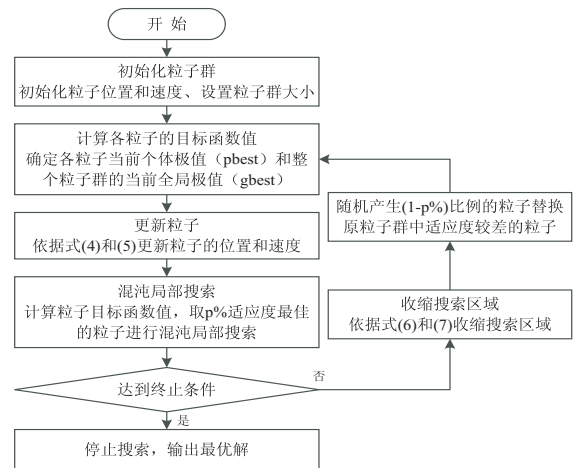 开 始
初始化粒子群
初始化粒子位置和速度、设置粒子群大小
计算各粒子的目标函数值
确定各粒子当前个体极值（pbest）和整
个粒子群的当前全局极值（gbest）
更新粒子
依据式(4)和(5)更新粒子的位置和速度
混沌局部搜索
计算粒子目标函数值，取p%适应度最佳
的粒子进行混沌局部搜索
达到终止条件
否
是
停止搜索，输出最优解
收缩搜索区域
依据式(6)和(7)收缩搜索区域
随机产生(1-p%)比例的粒子替换
原粒子群中适应度较差的粒子